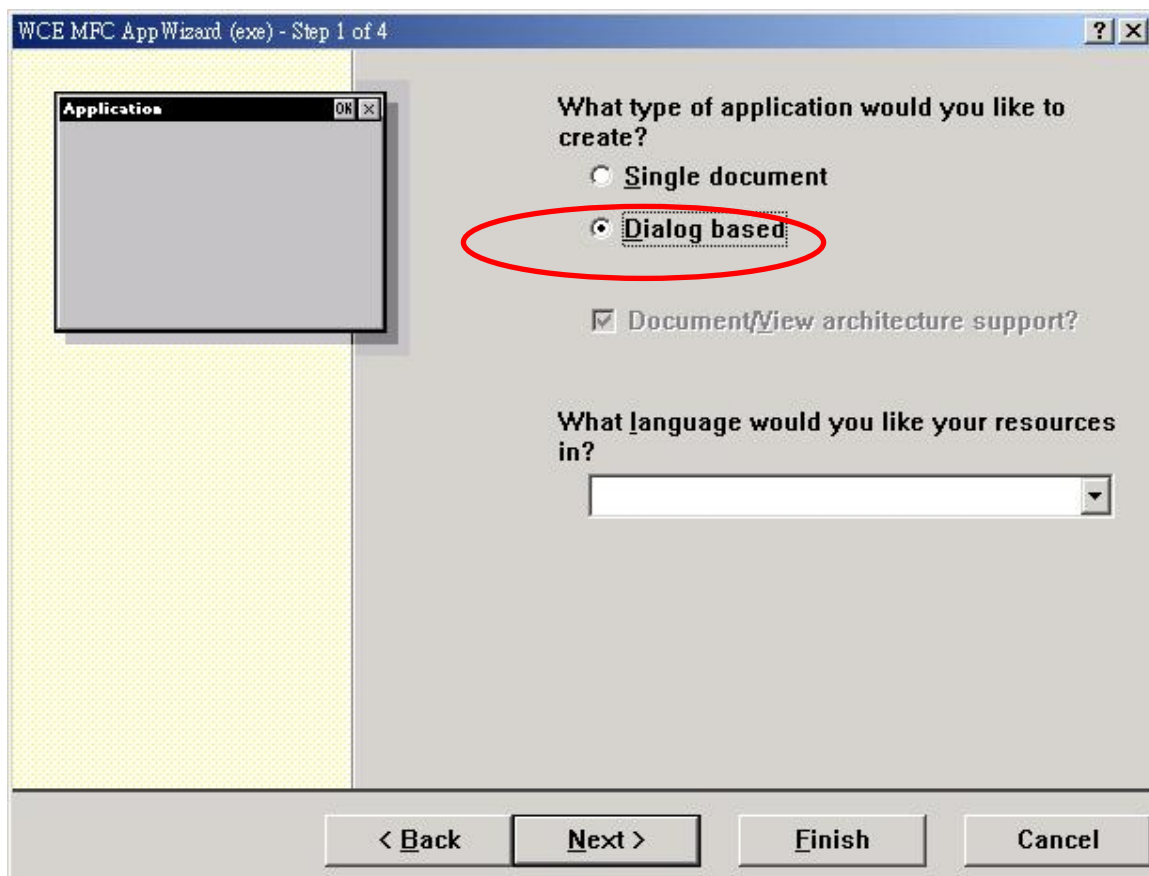 WCE MFC AppWizard (exe) - Step 1 of 4
Application
OK
What type of application would you like to
create?
Single document
Dialog based
Document/View architecture support?
What language would you like your resources
in?
< Back
Next >
Finish
Cancel